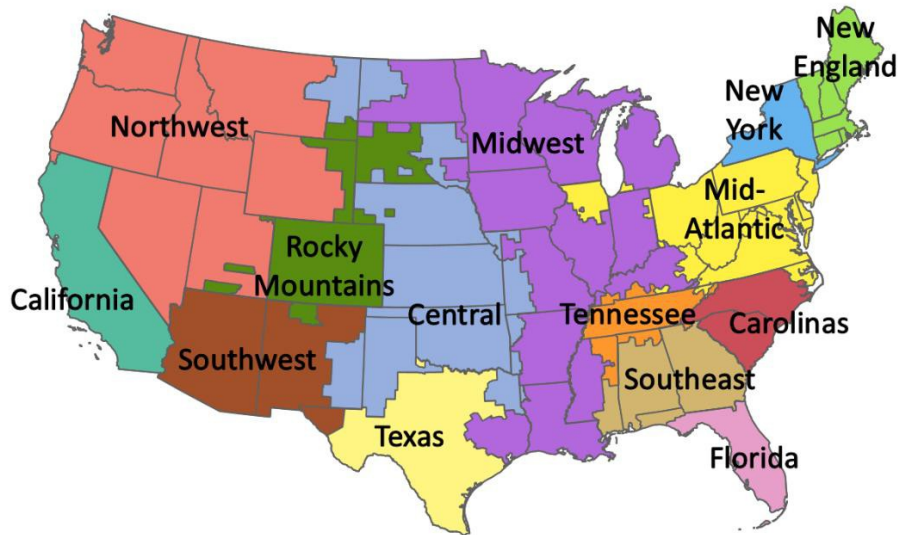 New
England
New
York
Northwest
Midwest
Mid-
Atlantic
Rocky
Mountains
California
Central
Tennessee
Carolinas
Southwest
Southeast
Texas
Florida